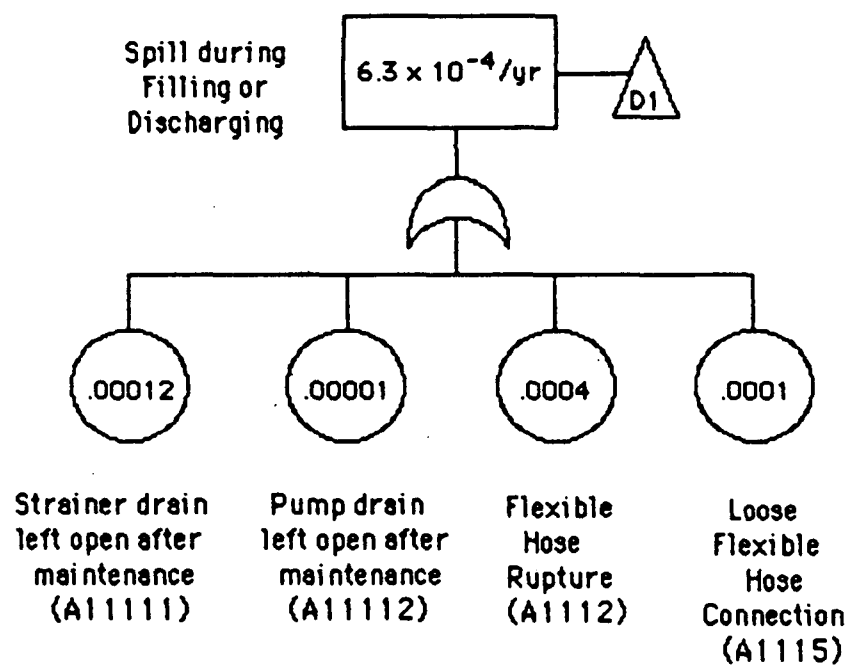 Spill during
Filling or
Discharging
6.3 x 10⁻⁴/yr
D1
.00012
.00001
.0004
.0001
Strainer drain
left open after
maintenance
(A11111)
Pump drain
left open after
maintenance
(A11112)
Flexible
Hose
Rupture
(A1112)
Loose
Flexible
Hose
Connection
(A1115)